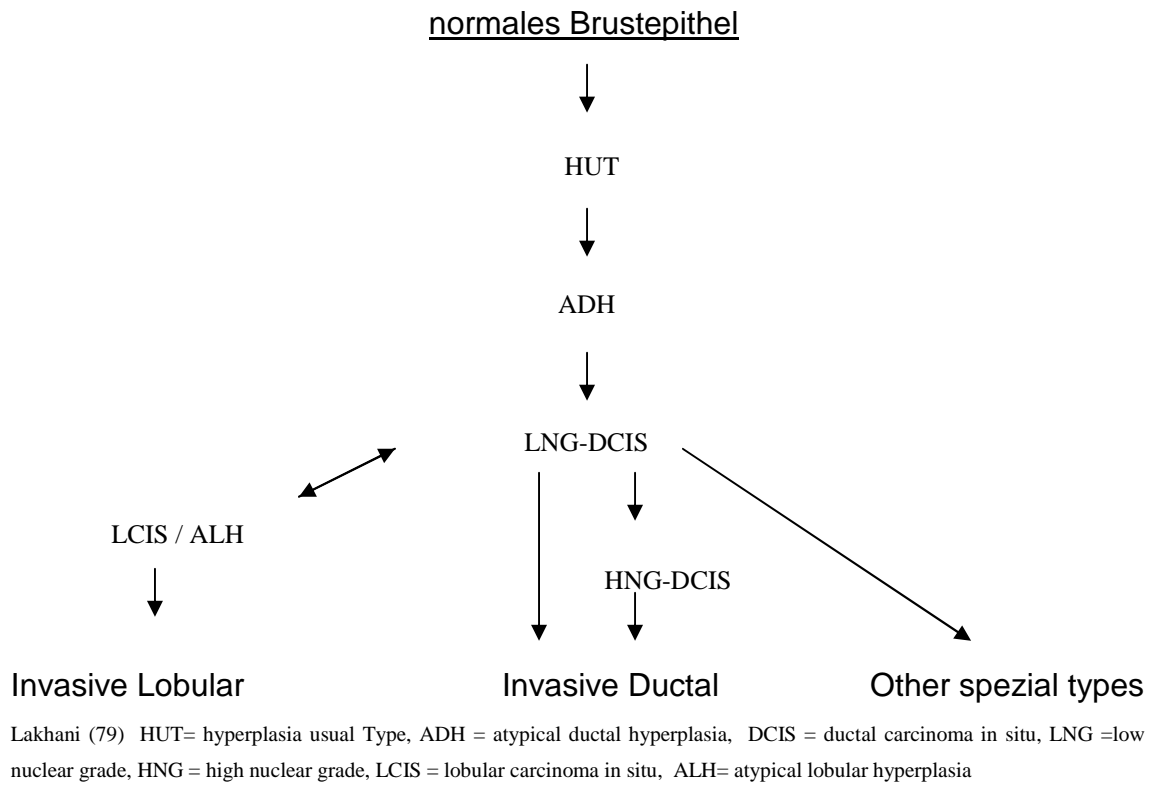 normales Brustepithel
HUT
ADH
LNG-DCIS
LCIS / ALH
HNG-DCIS
Invasive Lobular
Invasive Ductal
Other spezial types
Lakhani (79) HUT= hyperplasia usual Type, ADH = atypical ductal hyperplasia, DCIS = ductal carcinoma in situ, LNG =low
nuclear grade, HNG = high nuclear grade, LCIS = lobular carcinoma in situ, ALH= atypical lobular hyperplasia